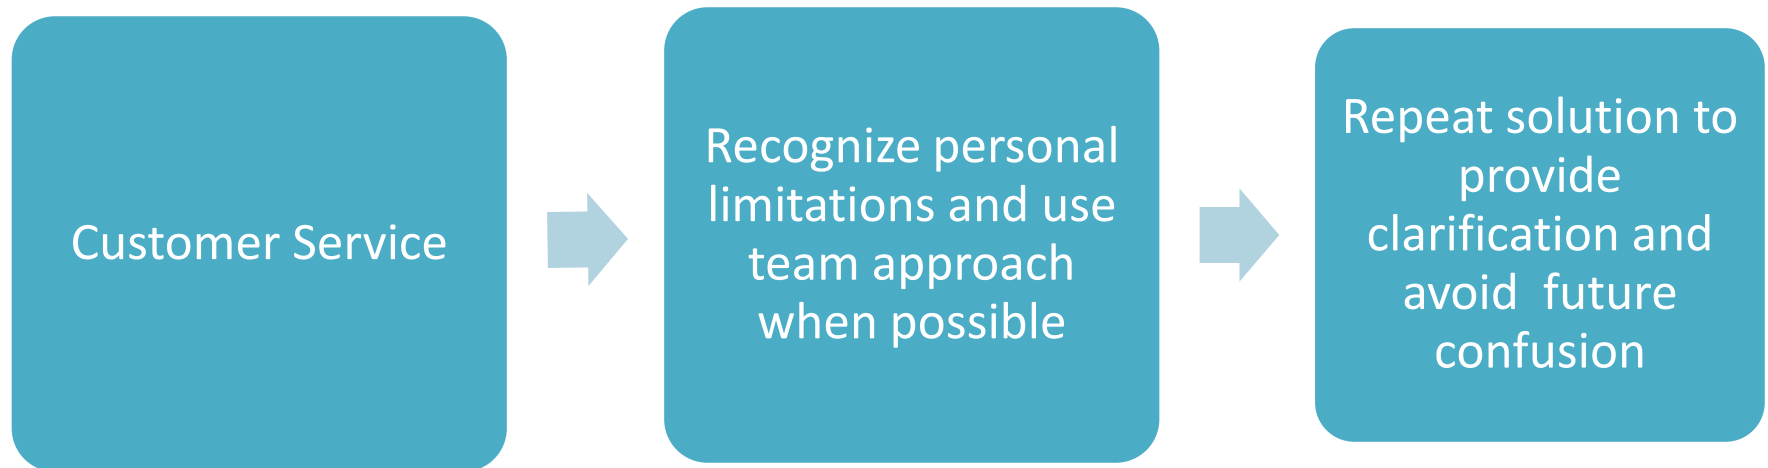 Customer Service
Recognize personal
limitations and use
team approach
when possible
Repeat solution to
provide
clarification and
avoid  future
confusion